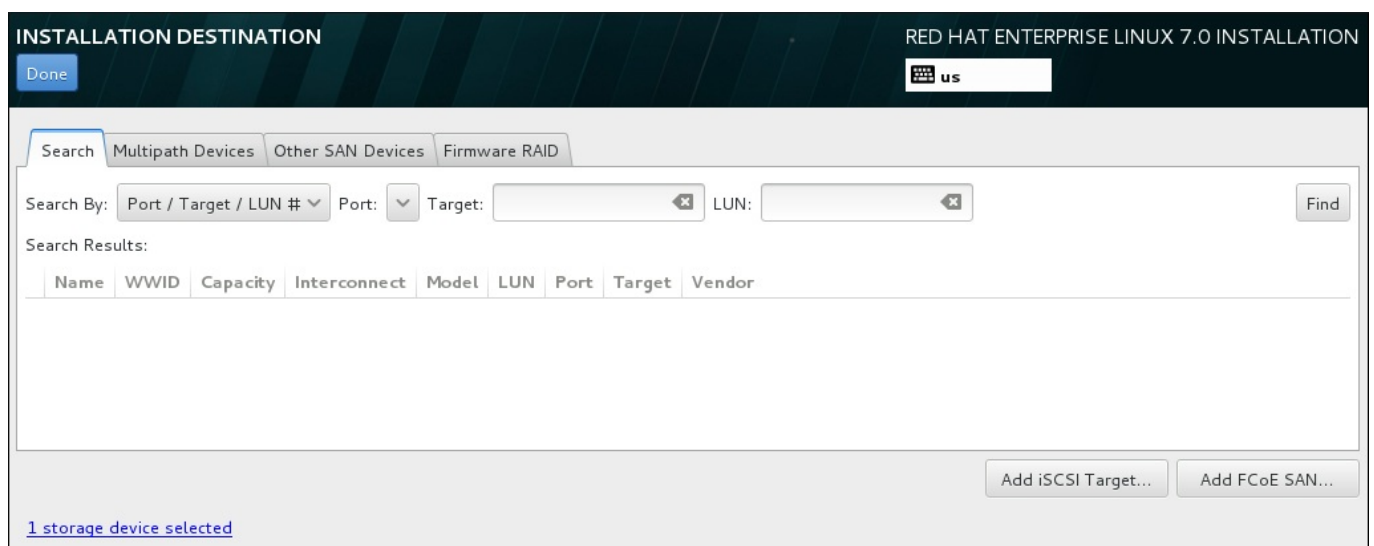 INSTALLATION DESTINATION
RED HAT ENTERPRISE LINUX 7.0 INSTALLATION
Done
us
Search Multipath Devices Other SAN Devices Firmware RAID
Search By: Port / Target / LUN # Port: Target: LUN: Find
Search Results:
Name WWID Capacity Interconnect Model LUN Port Target Vendor
Add iSCSI Target... Add FCoE SAN...
1 storage device selected